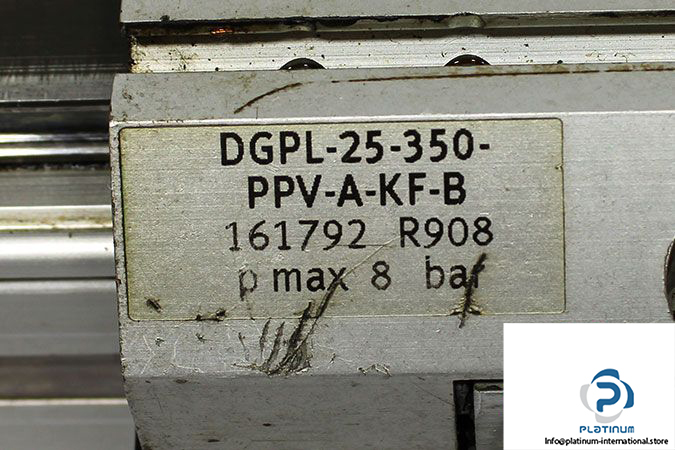 DGPL-25-350-
PPV-A-KF-B
161792 R908
p max 8 bar
PLATINUM
Info@platinum-international.store